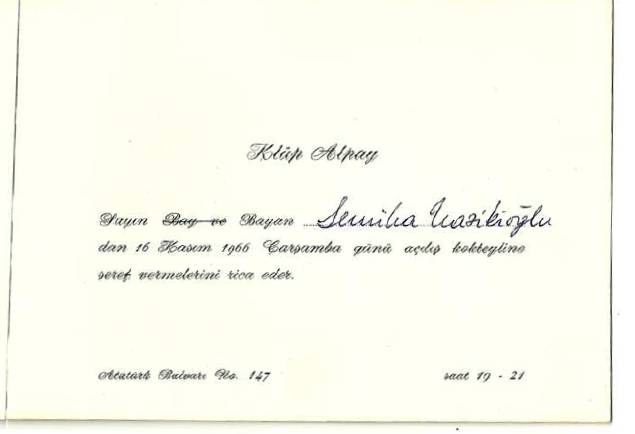 Klüp Alpay
Sayın Bay ve Bayan Semiha Nazikioğlu
dan 16 Kasım 1966 Çarşamba günü açılış kokteyline
şeref vermelerini rica eder.
Atatürk Bulvarı No. 147 saat 19 - 21